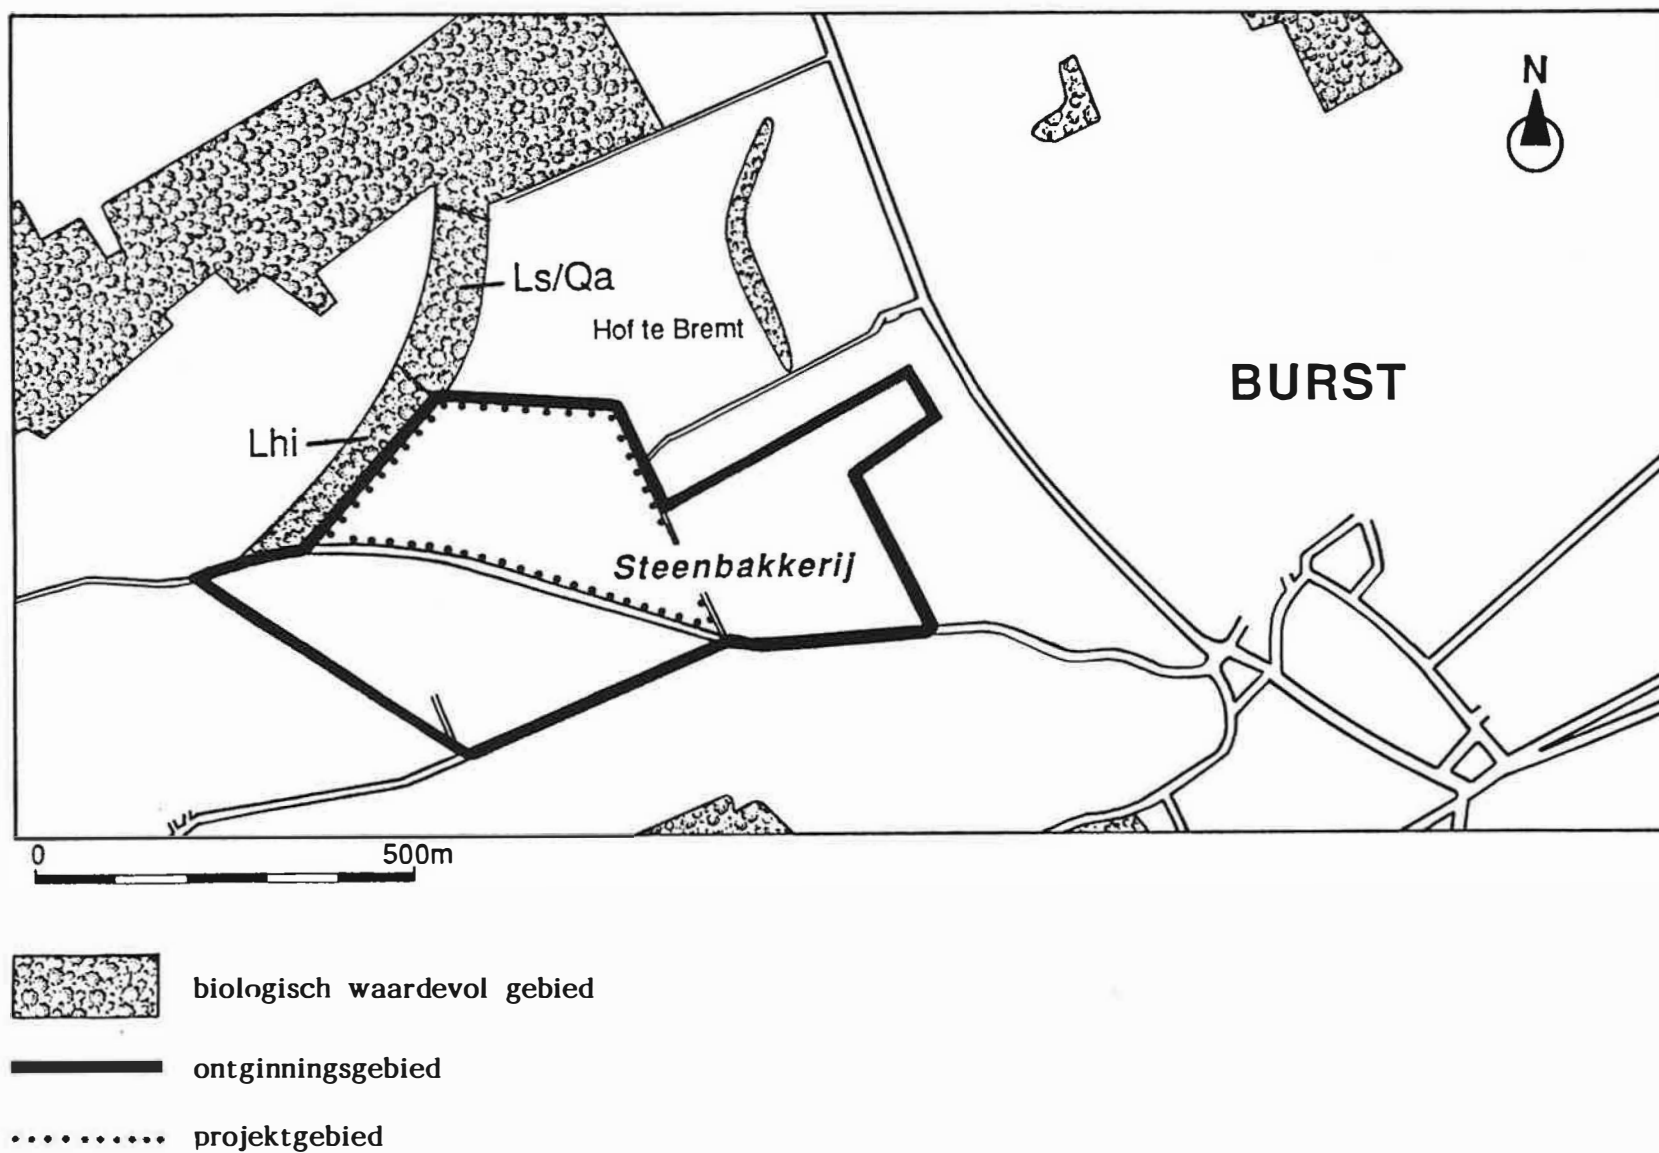 N
Ls/Qa
Hof te Bremt
BURST
Lhi
Steenbakkerij
0 500m
biologisch waardevol gebied
ontginningsgebied
projektgebied